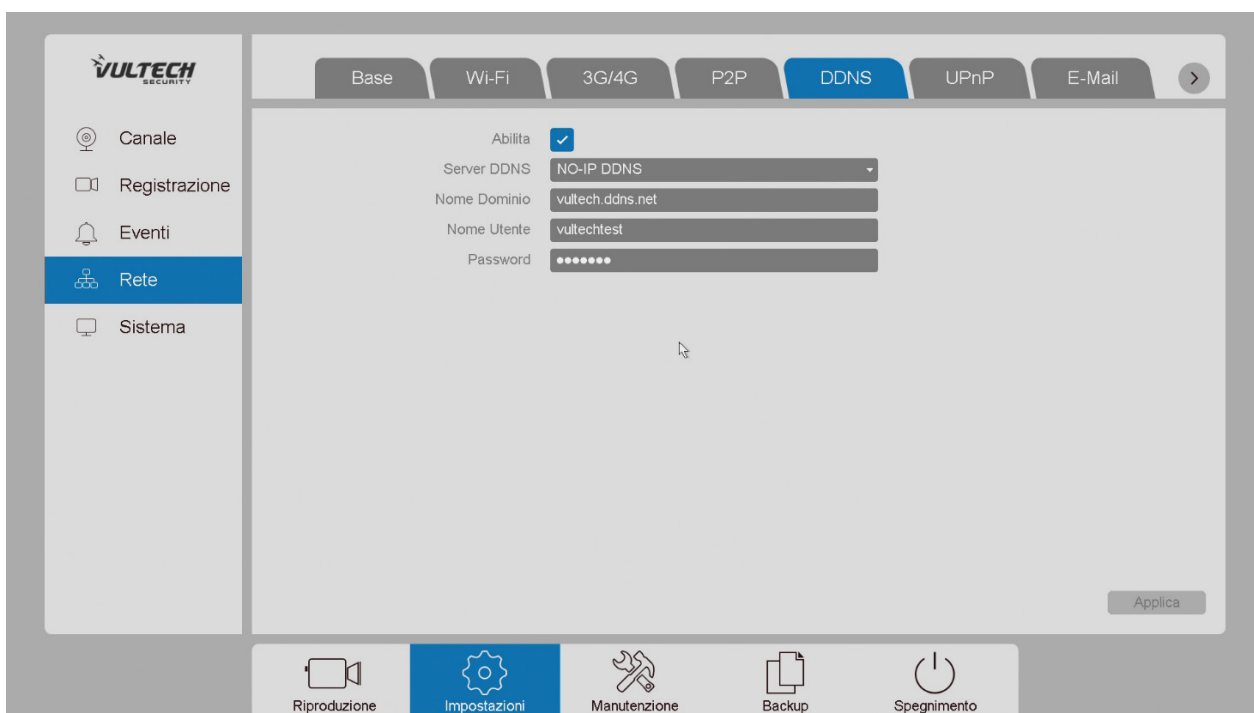 VULTECH
SECURITY
Base
Wi-Fi
3G/4G
P2P
DDNS
UPnP
E-Mail
Canale
Registrazione
Eventi
Rete
Sistema
Abilita
Server DDNS NO-IP DDNS
Nome Dominio vultech.ddns.net
Nome Utente vultechtest
Password •••••••
Applica
Riproduzione
Impostazioni
Manutenzione
Backup
Spegnimento